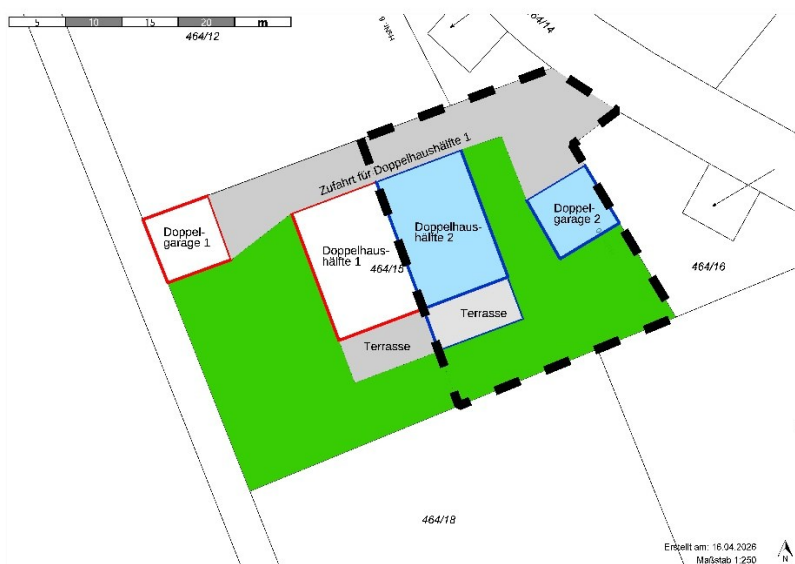 5 10 15 20 m
464/12
HsNr. 6
464/14
Zufahrt für Doppelhaushälfte 1
Doppel-
garage 1
Doppel-
garage 2
Doppelhaus-
hälfte 2
Doppelhaus-
hälfte 1
464/15
464/16
Terrasse
Terrasse
464/18
Erstellt am: 16.04.2026
Maßstab 1:250
N